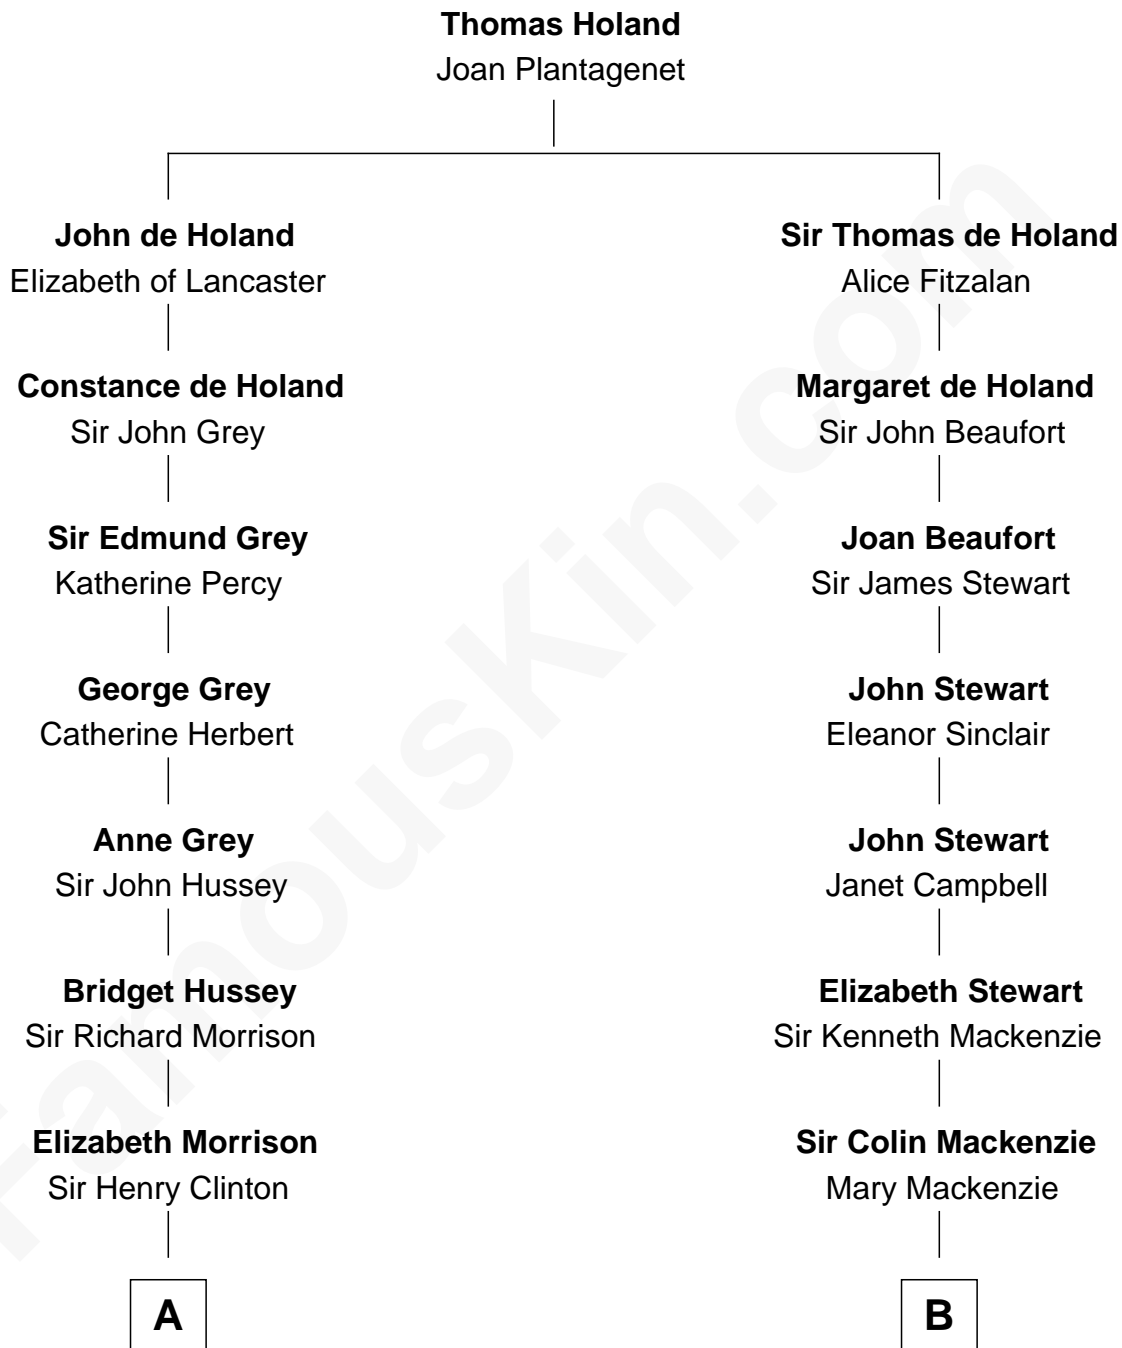 Thomas Holand
Joan Plantagenet
John de Holand
Elizabeth of Lancaster
Constance de Holand
Sir John Grey
Sir Edmund Grey
Katherine Percy
George Grey
Catherine Herbert
Anne Grey
Sir John Hussey
Bridget Hussey
Sir Richard Morrison
Elizabeth Morrison
Sir Henry Clinton
A
Sir Thomas de Holand
Alice Fitzalan
Margaret de Holand
Sir John Beaufort
Joan Beaufort
Sir James Stewart
John Stewart
Eleanor Sinclair
John Stewart
Janet Campbell
Elizabeth Stewart
Sir Kenneth Mackenzie
Sir Colin Mackenzie
Mary Mackenzie
B
FamousKin.com